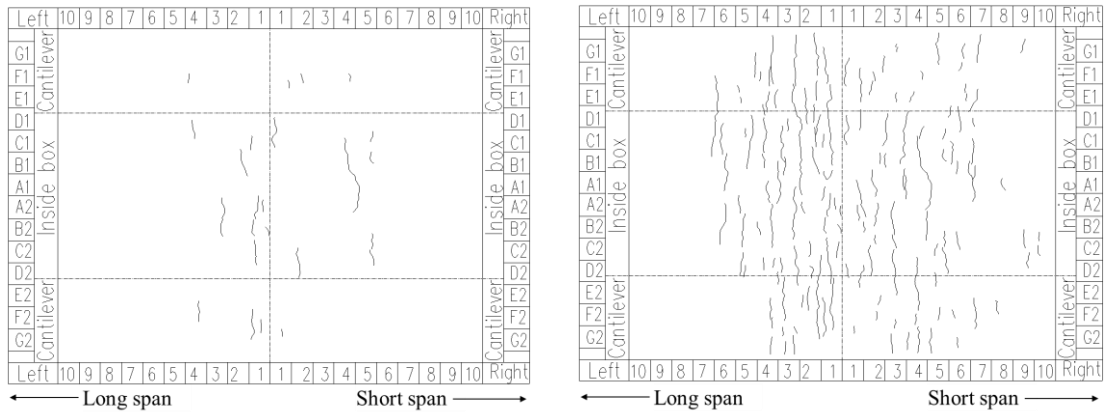 Left 10 9 8 7 6 5 4 3 2 1 1 2 3 4 5 6 7 8 9 10 Right
Cantilever
Inside box
Cantilever
G1
F1
E1
D1
C1
B1
A1
A2
B2
C2
D2
E2
F2
G2
Cantilever
Inside box
Cantilever
G1
F1
E1
D1
C1
B1
A1
A2
B2
C2
D2
E2
F2
G2
Left 10 9 8 7 6 5 4 3 2 1 1 2 3 4 5 6 7 8 9 10 Right
Long span
Short span
Left 10 9 8 7 6 5 4 3 2 1 1 2 3 4 5 6 7 8 9 10 Right
Cantilever
Inside box
Cantilever
G1
F1
E1
D1
C1
B1
A1
A2
B2
C2
D2
E2
F2
G2
Cantilever
Inside box
Cantilever
G1
F1
E1
D1
C1
B1
A1
A2
B2
C2
D2
E2
F2
G2
Left 10 9 8 7 6 5 4 3 2 1 1 2 3 4 5 6 7 8 9 10 Right
Long span
Short span